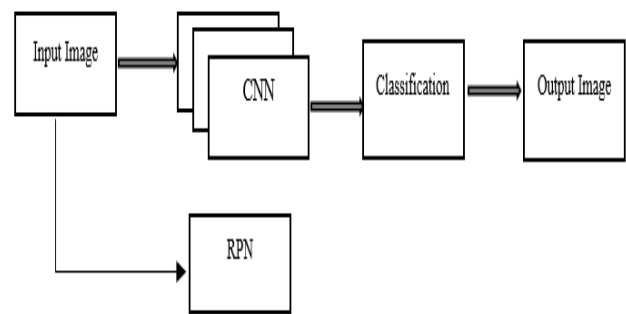 Input Image
CNN
Classification
Output Image
RPN